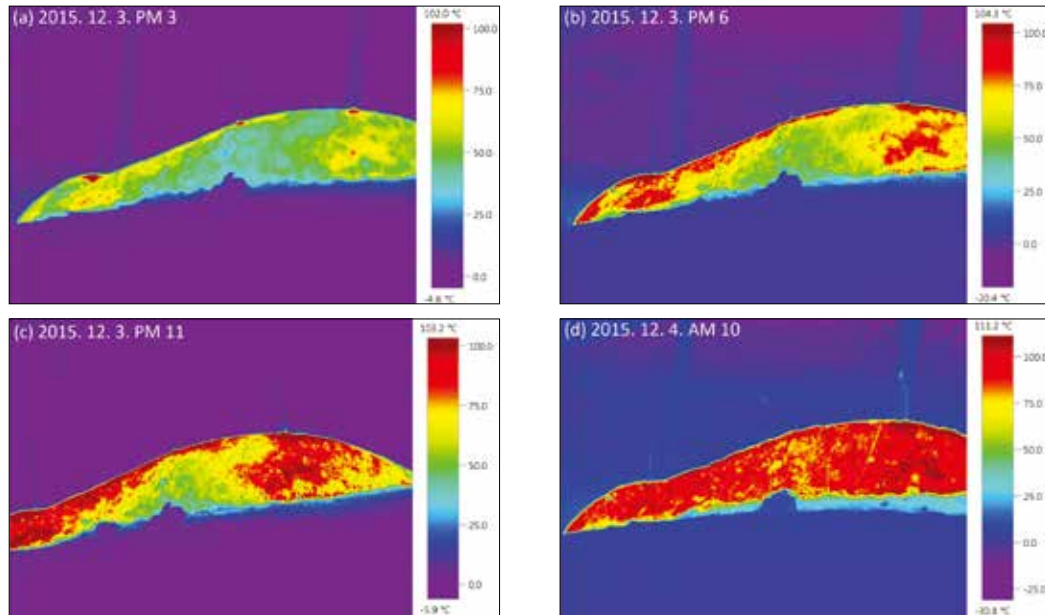 (a) 2015. 12. 3. PM 3
102.0 °C
100.0
75.0
50.0
25.0
0.0
-4.8 °C
(b) 2015. 12. 3. PM 6
104.3 °C
100.0
75.0
50.0
25.0
0.0
-20.4 °C
(c) 2015. 12. 3. PM 11
103.2 °C
100.0
75.0
50.0
25.0
0.0
-5.9 °C
(d) 2015. 12. 4. AM 10
111.2 °C
100.0
75.0
50.0
25.0
0.0
-25.0
°C